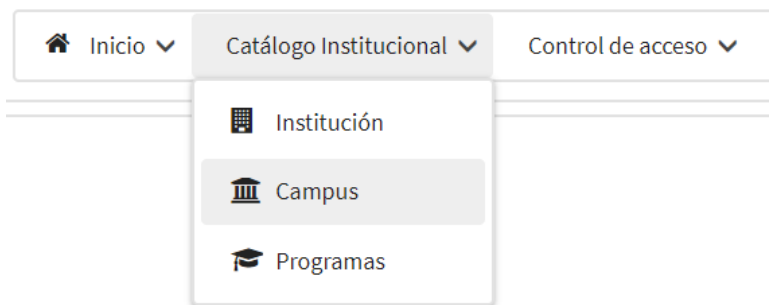 Inicio Catálogo Institucional Control de acceso
Institución
Campus
Programas